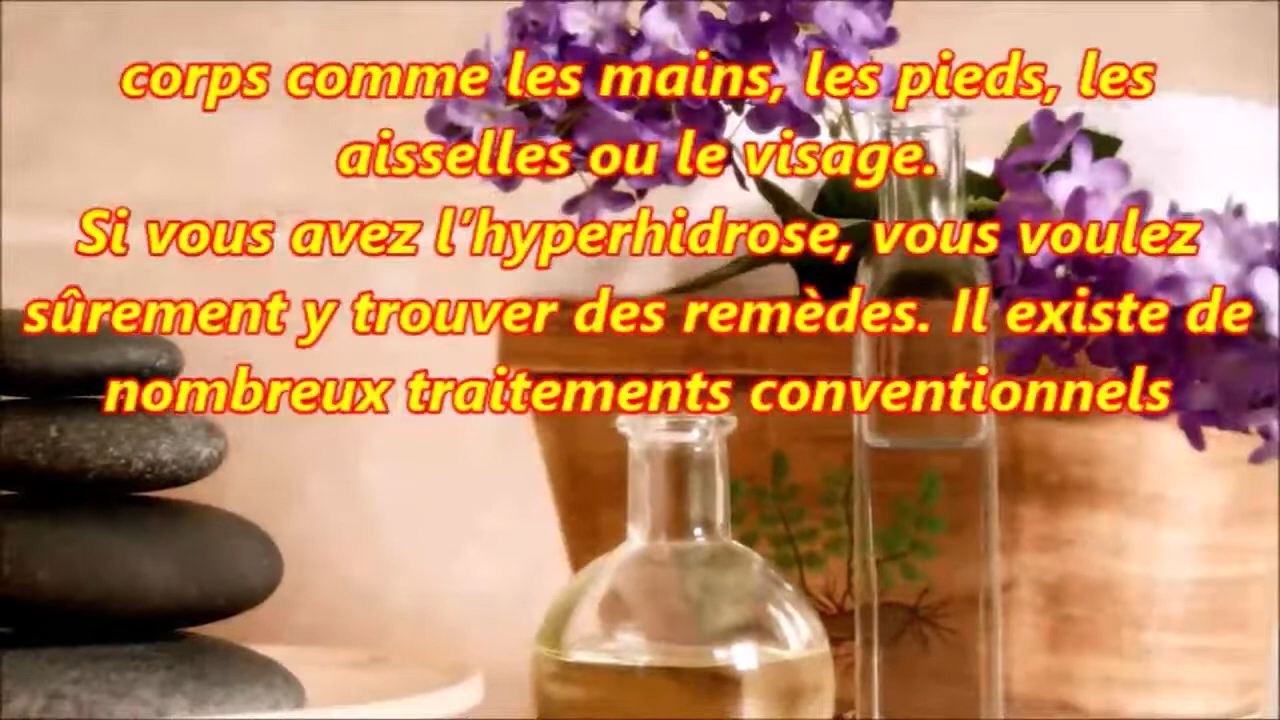 corps comme les mains, les pieds, les
aisselles ou le visage.
Si vous avez l’hyperhidrose, vous voulez
sûrement y trouver des remèdes. Il existe de
nombreux traitements conventionnels